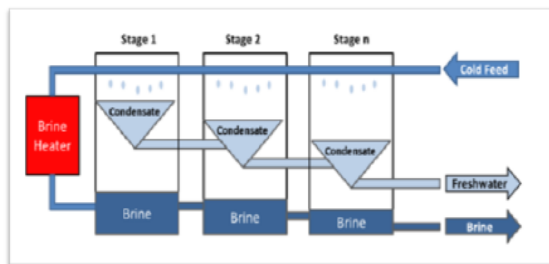 Stage 1 Stage 2 Stage n
Cold Feed
Condensate
Condensate
Condensate
Brine
Heater
Freshwater
Brine
Brine
Brine
Brine